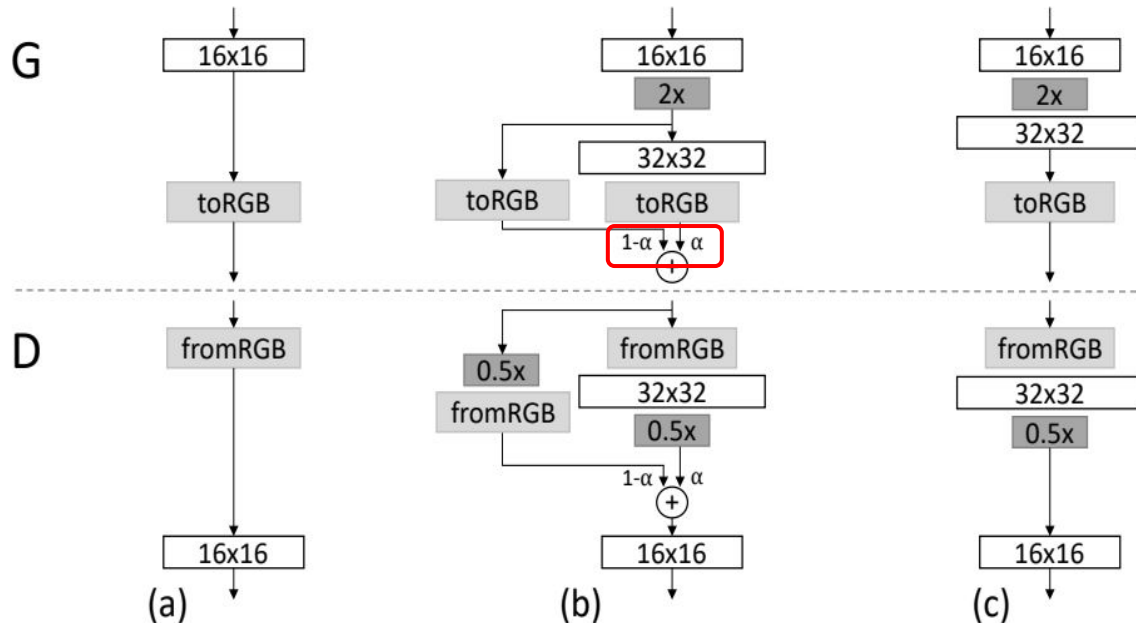 G
16x16
toRGB
16x16
2x
32x32
toRGB
toRGB
1-α
α
+
16x16
2x
32x32
toRGB
D
fromRGB
16x16
0.5x
fromRGB
fromRGB
32x32
0.5x
1-α
α
+
16x16
fromRGB
32x32
0.5x
16x16
(a)
(b)
(c)